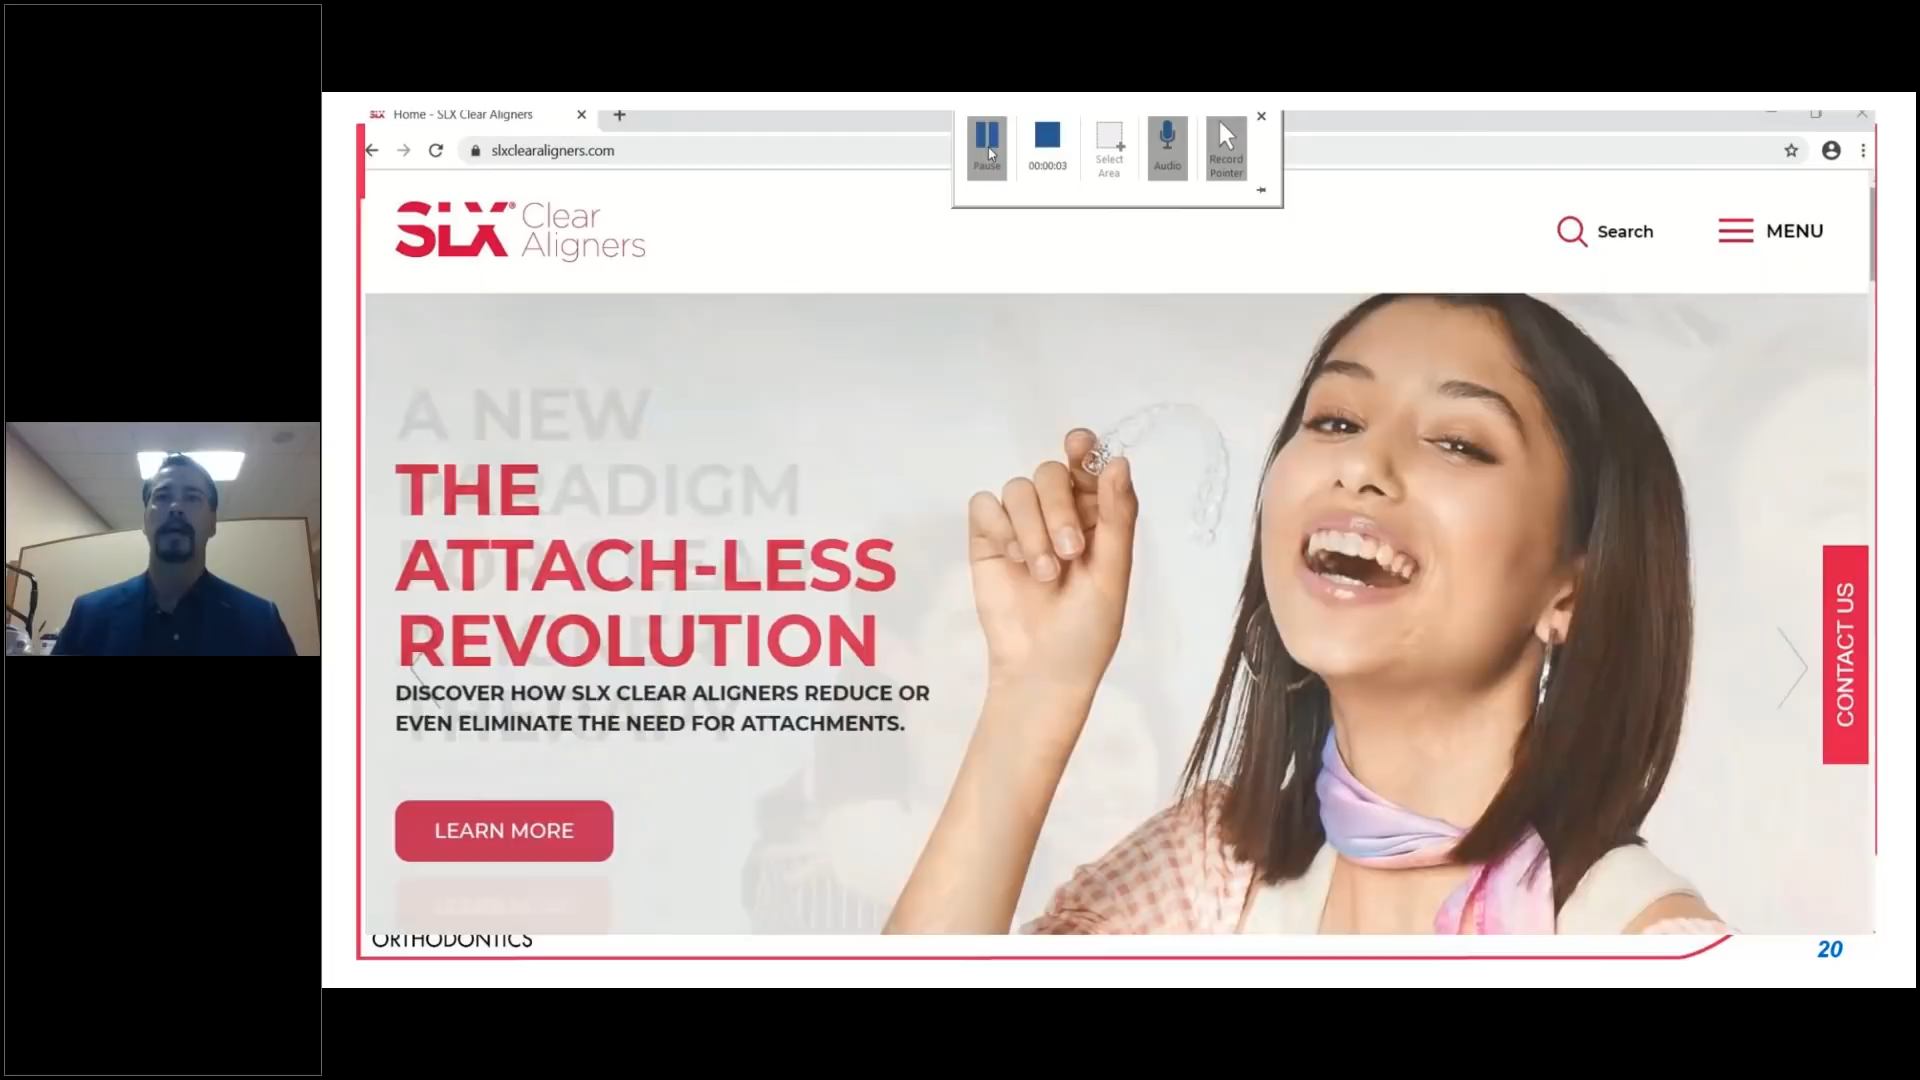 SLX Home - SLX Clear Aligners
slxclearaligners.com
Pause
00:00:03
Select
Area
Audio
Record
Pointer
SLX® Clear
Aligners
Search
MENU
A NEW
THE
ATTACH-LESS
REVOLUTION
DISCOVER HOW SLX CLEAR ALIGNERS REDUCE OR
EVEN ELIMINATE THE NEED FOR ATTACHMENTS.
LEARN MORE
CONTACT US
ORTHODONTICS
20